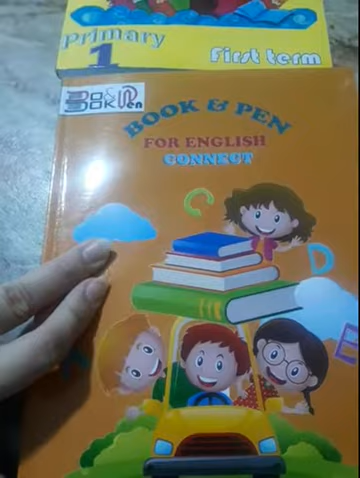 Primary
1
First term
Book & Pen
BOOK & PEN
FOR ENGLISH
CONNECT
C
D
E